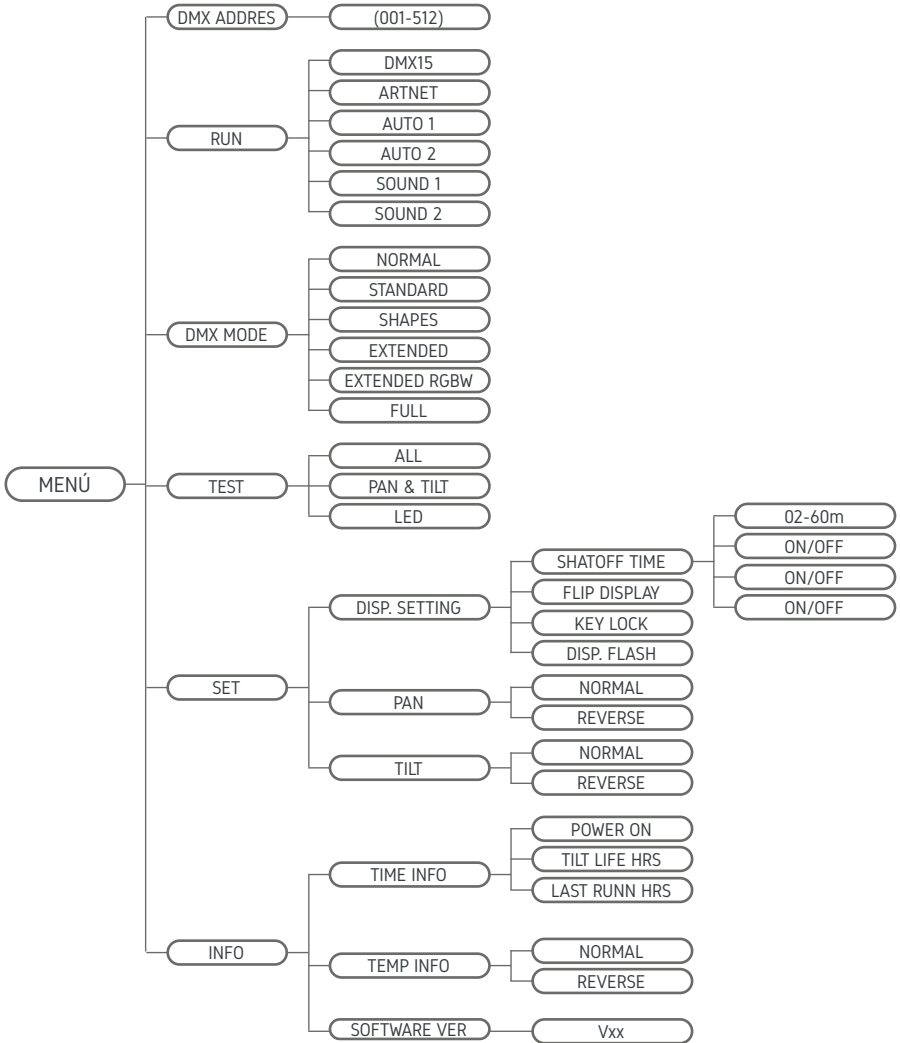 MENÚ
DMX ADDRES
(001-512)
RUN
DMX15
ARTNET
AUTO 1
AUTO 2
SOUND 1
SOUND 2
DMX MODE
NORMAL
STANDARD
SHAPES
EXTENDED
EXTENDED RGBW
FULL
TEST
ALL
PAN & TILT
LED
SET
DISP. SETTING
SHATOFF TIME
02-60m
ON/OFF
ON/OFF
ON/OFF
FLIP DISPLAY
KEY LOCK
DISP. FLASH
PAN
NORMAL
REVERSE
TILT
NORMAL
REVERSE
INFO
TIME INFO
POWER ON
TILT LIFE HRS
LAST RUNN HRS
TEMP INFO
NORMAL
REVERSE
SOFTWARE VER
Vxx